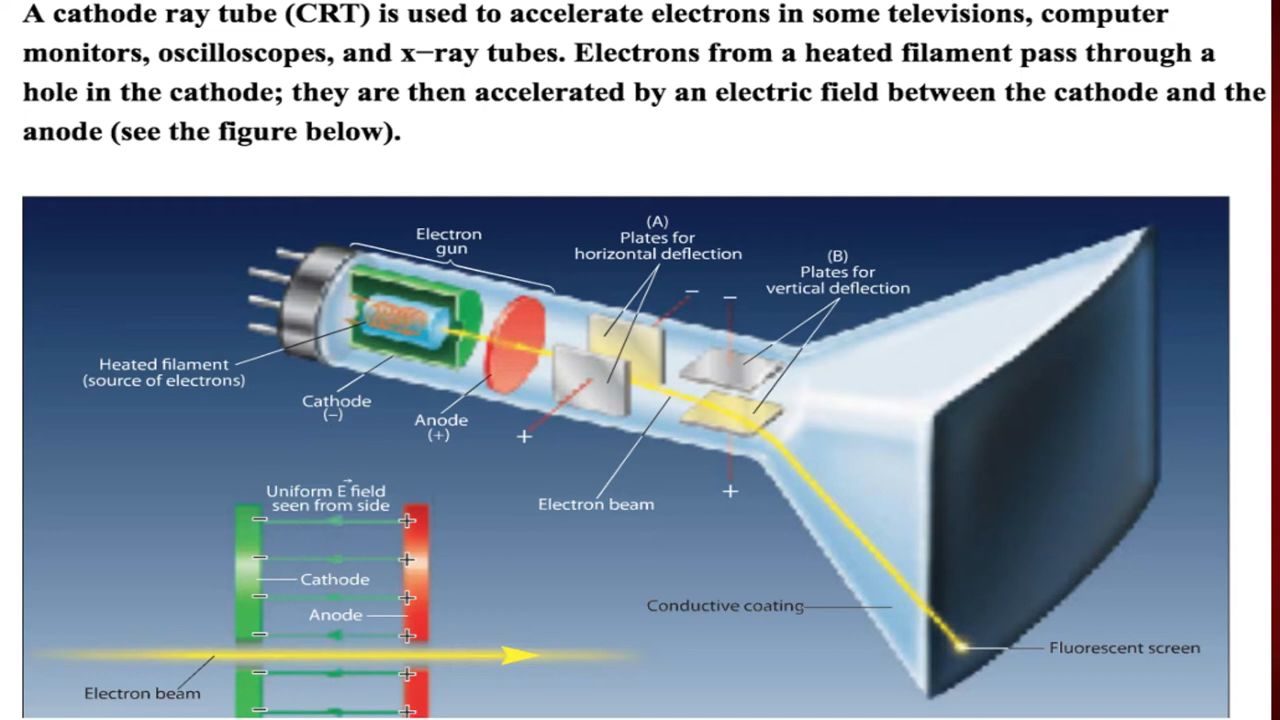 A cathode ray tube (CRT) is used to accelerate electrons in some televisions, computer
monitors, oscilloscopes, and x−ray tubes. Electrons from a heated filament pass through a
hole in the cathode; they are then accelerated by an electric field between the cathode and the
anode (see the figure below).
(A)
Plates for
horizontal deflection
Electron
gun
(B)
Plates for
vertical deflection
−
−
Heated filament
(source of electrons)
Cathode
(−)
Anode
(+)
+
+
Electron beam
Uniform E⃗ field
seen from side
− +
− +
Cathode
− +
Anode
− +
Conductive coating
Fluorescent screen
− +
Electron beam
− +